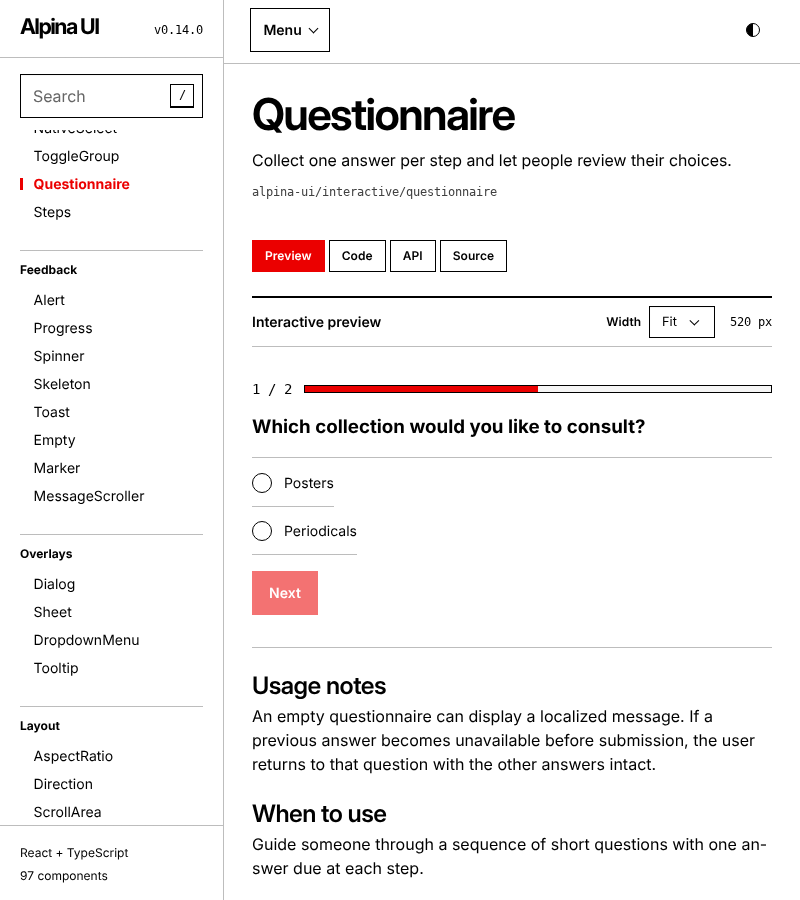 Alpina UI
v0.14.0
Search
/
NativeSelect
ToggleGroup
Questionnaire
Steps
Feedback
Alert
Progress
Spinner
Skeleton
Toast
Empty
Marker
MessageScroller
Overlays
Dialog
Sheet
DropdownMenu
Tooltip
Layout
AspectRatio
Direction
ScrollArea
React + TypeScript
97 components
Menu
Questionnaire
Collect one answer per step and let people review their choices.
alpina-ui/interactive/questionnaire
Preview
Code
API
Source
Interactive preview
Width
Fit
520 px
1 / 2
Which collection would you like to consult?
Posters
Periodicals
Next
Usage notes
An empty questionnaire can display a localized message. If a
previous answer becomes unavailable before submission, the user
returns to that question with the other answers intact.
When to use
Guide someone through a sequence of short questions with one an-
swer due at each step.